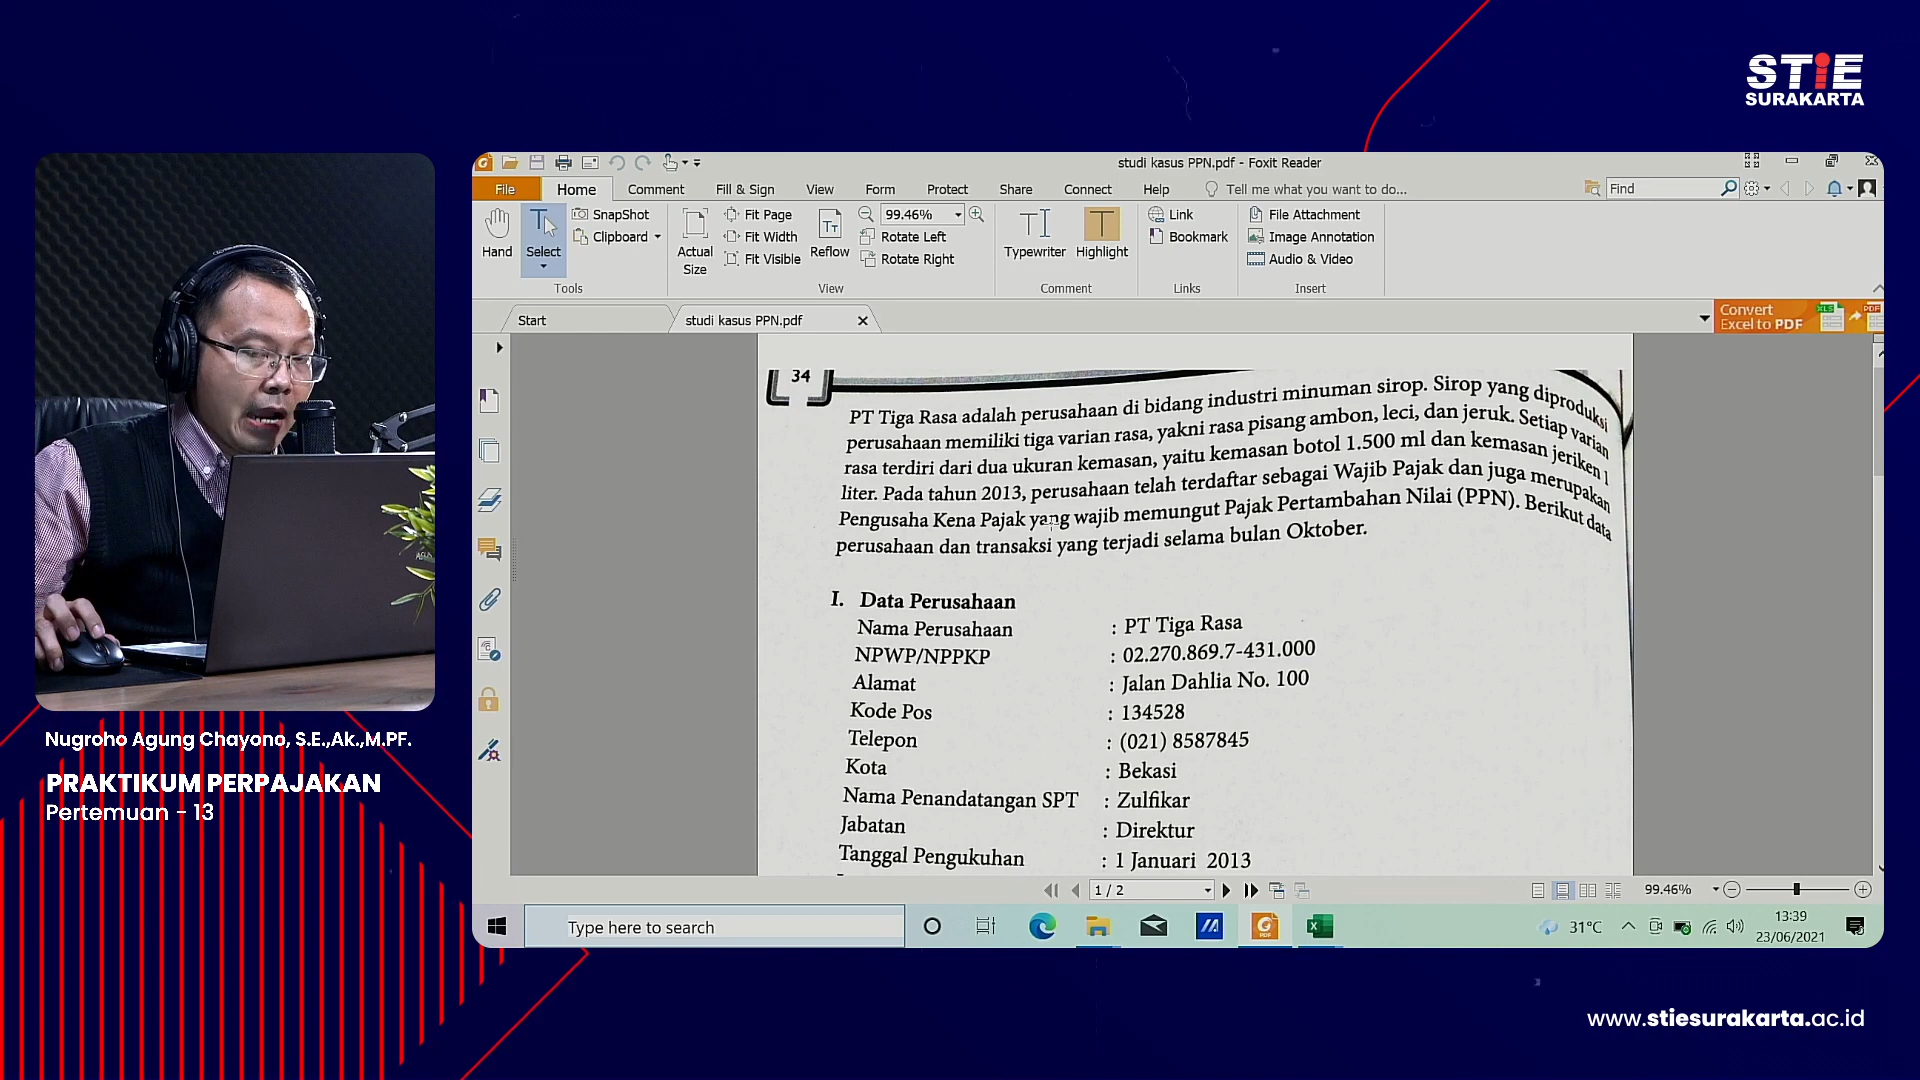 STiE
SURAKARTA
studi kasus PPN.pdf - Foxit Reader
File
Home
Comment
Fill & Sign
View
Form
Protect
Share
Connect
Help
Tell me what you want to do...
Find
Hand
Select
SnapShot
Clipboard
Actual
Size
Fit Page
Fit Width
Fit Visible
Reflow
99.46%
Rotate Left
Rotate Right
Typewriter
Highlight
Link
Bookmark
File Attachment
Image Annotation
Audio & Video
Tools
View
Comment
Links
Insert
Start
studi kasus PPN.pdf
Convert
Excel to PDF
34
PT Tiga Rasa adalah perusahaan di bidang industri minuman sirop. Sirop yang diproduksi
perusahaan memiliki tiga varian rasa, yakni rasa pisang ambon, leci, dan jeruk. Setiap varian
rasa terdiri dari dua ukuran kemasan, yaitu kemasan botol 1.500 ml dan kemasan jeriken 1
liter. Pada tahun 2013, perusahaan telah terdaftar sebagai Wajib Pajak dan juga merupakan
Pengusaha Kena Pajak yang wajib memungut Pajak Pertambahan Nilai (PPN). Berikut data
perusahaan dan transaksi yang terjadi selama bulan Oktober.
I. Data Perusahaan
Nama Perusahaan : PT Tiga Rasa
NPWP/NPPKP : 02.270.869.7-431.000
Alamat : Jalan Dahlia No. 100
Kode Pos : 134528
Telepon : (021) 8587845
Kota : Bekasi
Nama Penandatangan SPT : Zulfikar
Jabatan : Direktur
Tanggal Pengukuhan : 1 Januari 2013
1 / 2
99.46%
Type here to search
31°C
13:39
23/06/2021
Nugroho Agung Chayono, S.E.,Ak.,M.PF.
PRAKTIKUM PERPAJAKAN
Pertemuan - 13
www.stiesurakarta.ac.id